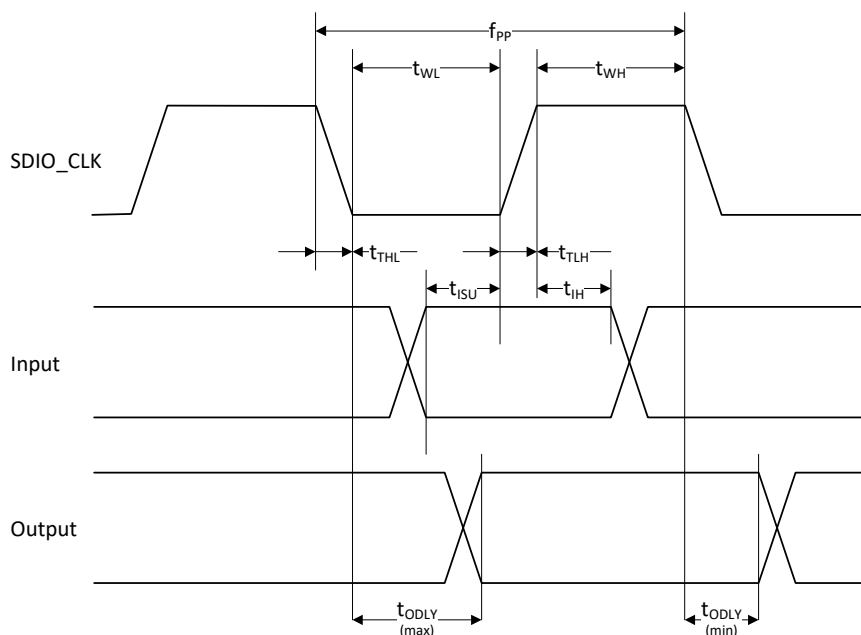 fPP
tWL
tWH
SDIO_CLK
tTHL
tTLH
tISU
tIH
Input
Output
tODLY
(max)
tODLY
(min)